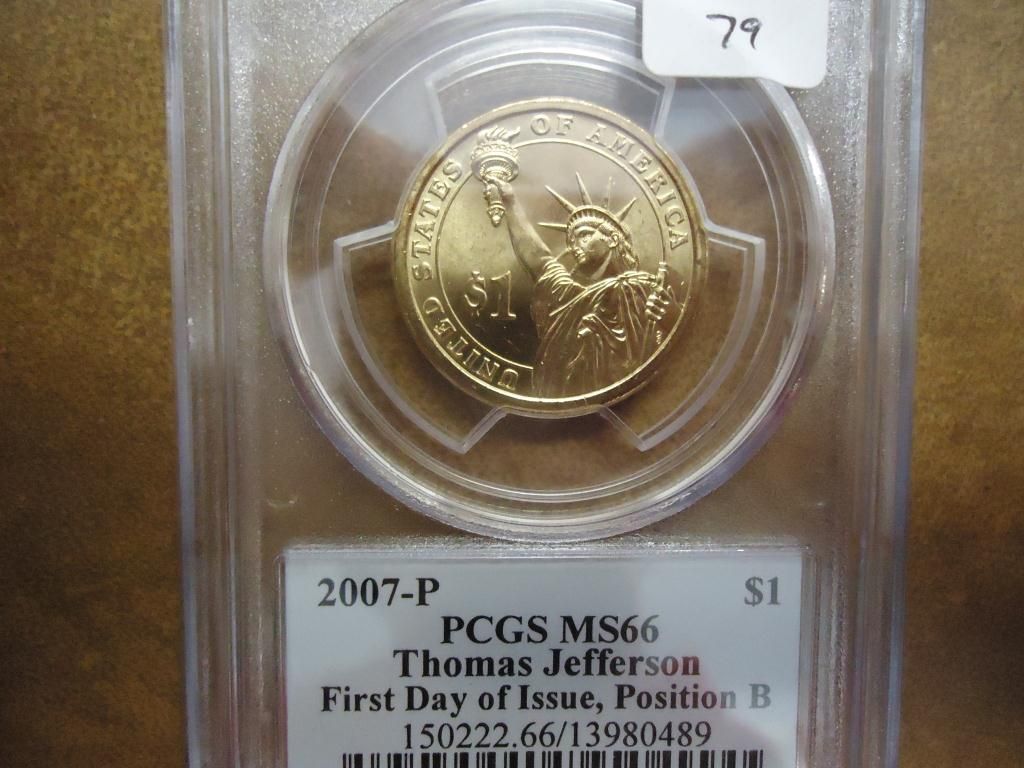 79
UNITED STATES OF AMERICA
$1
2007-P $1
PCGS MS66
Thomas Jefferson
First Day of Issue, Position B
150222.66/13980489